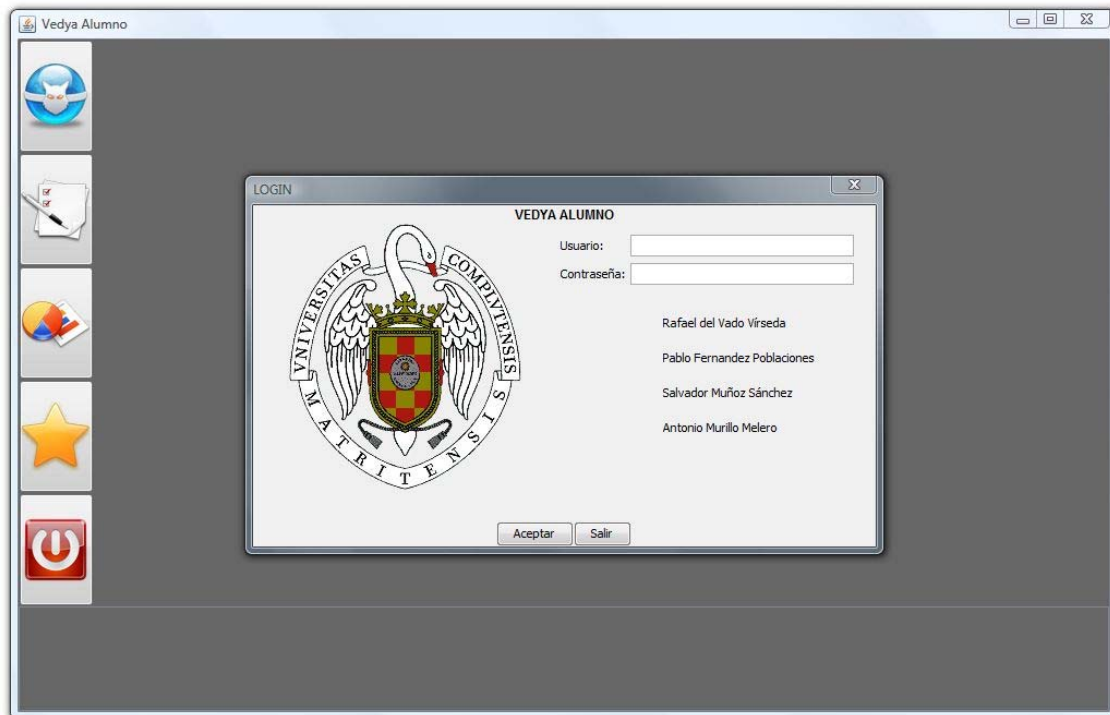 Vedya Alumno
LOGIN
VEDYA ALUMNO
Usuario:
Contraseña:
VNIVERSITAS COMPLVTENSIS
MATRITENSIS
Rafael del Vado Vírseda
Pablo Fernandez Poblaciones
Salvador Muñoz Sánchez
Antonio Murillo Melero
Aceptar Salir